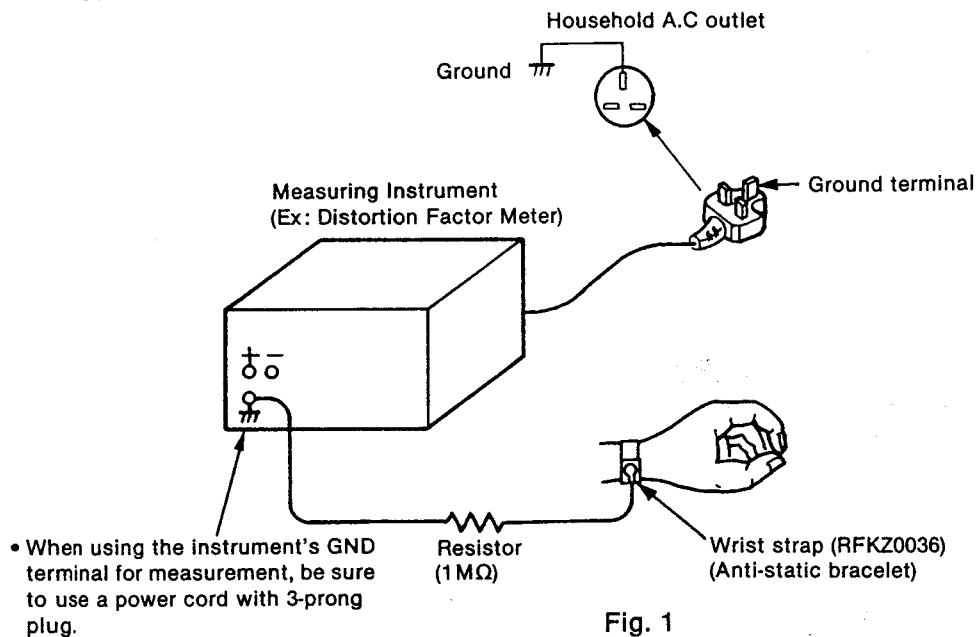 Household A.C outlet
Ground
Ground terminal
Measuring Instrument
(Ex: Distortion Factor Meter)
+ −
• When using the instrument's GND
terminal for measurement, be sure
to use a power cord with 3-prong
plug.
Resistor
(1MΩ)
Wrist strap (RFKZ0036)
(Anti-static bracelet)
Fig. 1